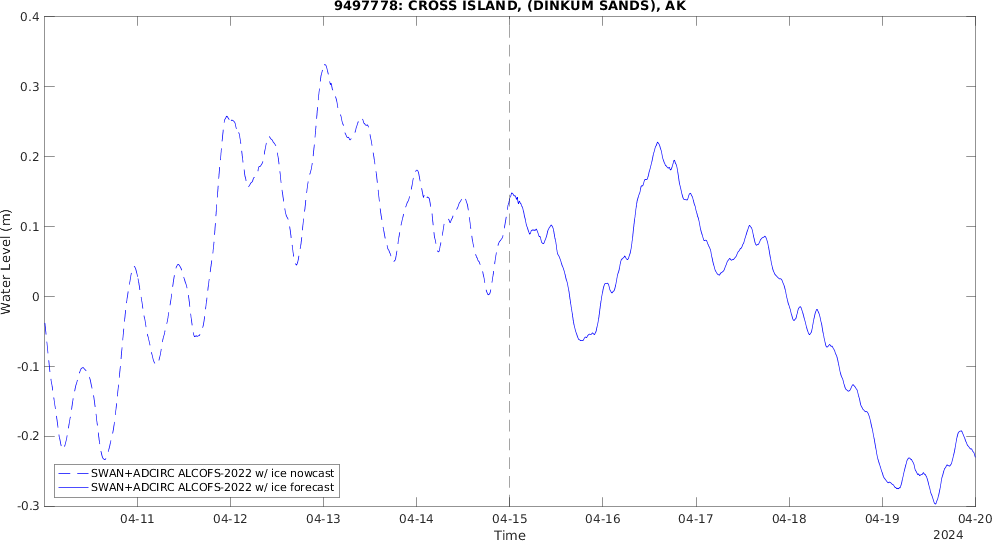 9497778: CROSS ISLAND, (DINKUM SANDS), AK
0.4
0.3
0.2
0.1
0
-0.1
-0.2
-0.3
Water Level (m)
SWAN+ADCIRC ALCOFS-2022 w/ ice nowcast
SWAN+ADCIRC ALCOFS-2022 w/ ice forecast
04-11 04-12 04-13 04-14 04-15 04-16 04-17 04-18 04-19 04-20
Time
2024